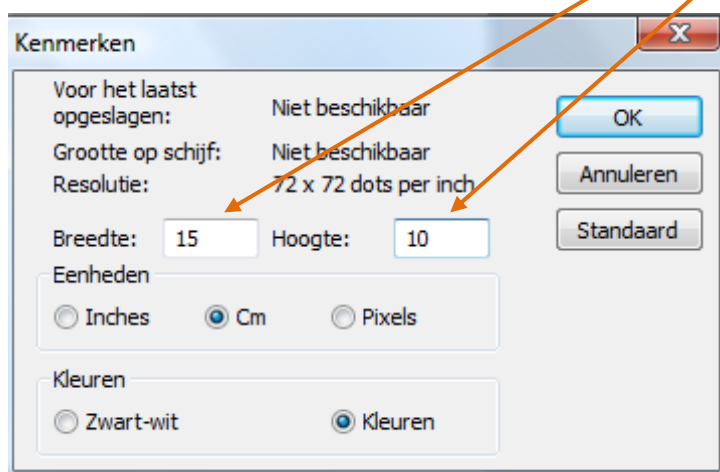 Kenmerken
Voor het laatst
opgeslagen: Niet beschikbaar
Grootte op schijf: Niet beschikbaar
Resolutie: 72 x 72 dots per inch
Breedte: 15 Hoogte: 10
Eenheden
Inches Cm Pixels
Kleuren
Zwart-wit Kleuren
OK
Annuleren
Standaard